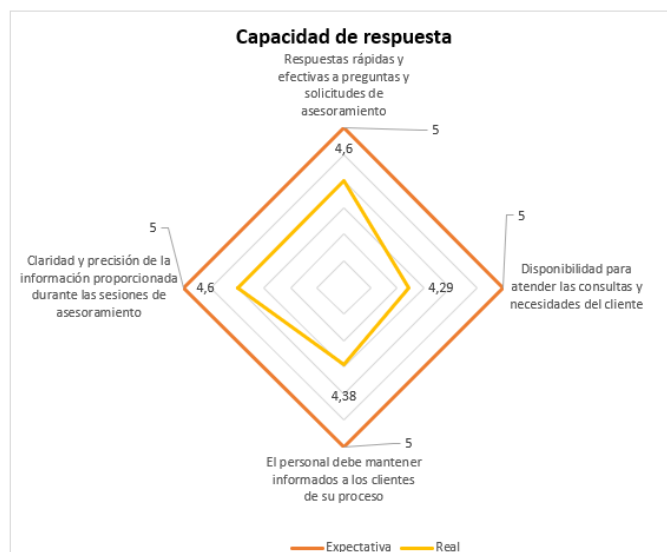 Capacidad de respuesta
Respuestas rápidas y
efectivas a preguntas y
solicitudes de
asesoramiento
5
4,6
5
5
Claridad y precisión de la
información proporcionada
durante las sesiones de
asesoramiento
4,6
4,29
Disponibilidad para
atender las consultas y
necesidades del cliente
4,38
5
El personal debe mantener
informados a los clientes
de su proceso
Expectativa
Real